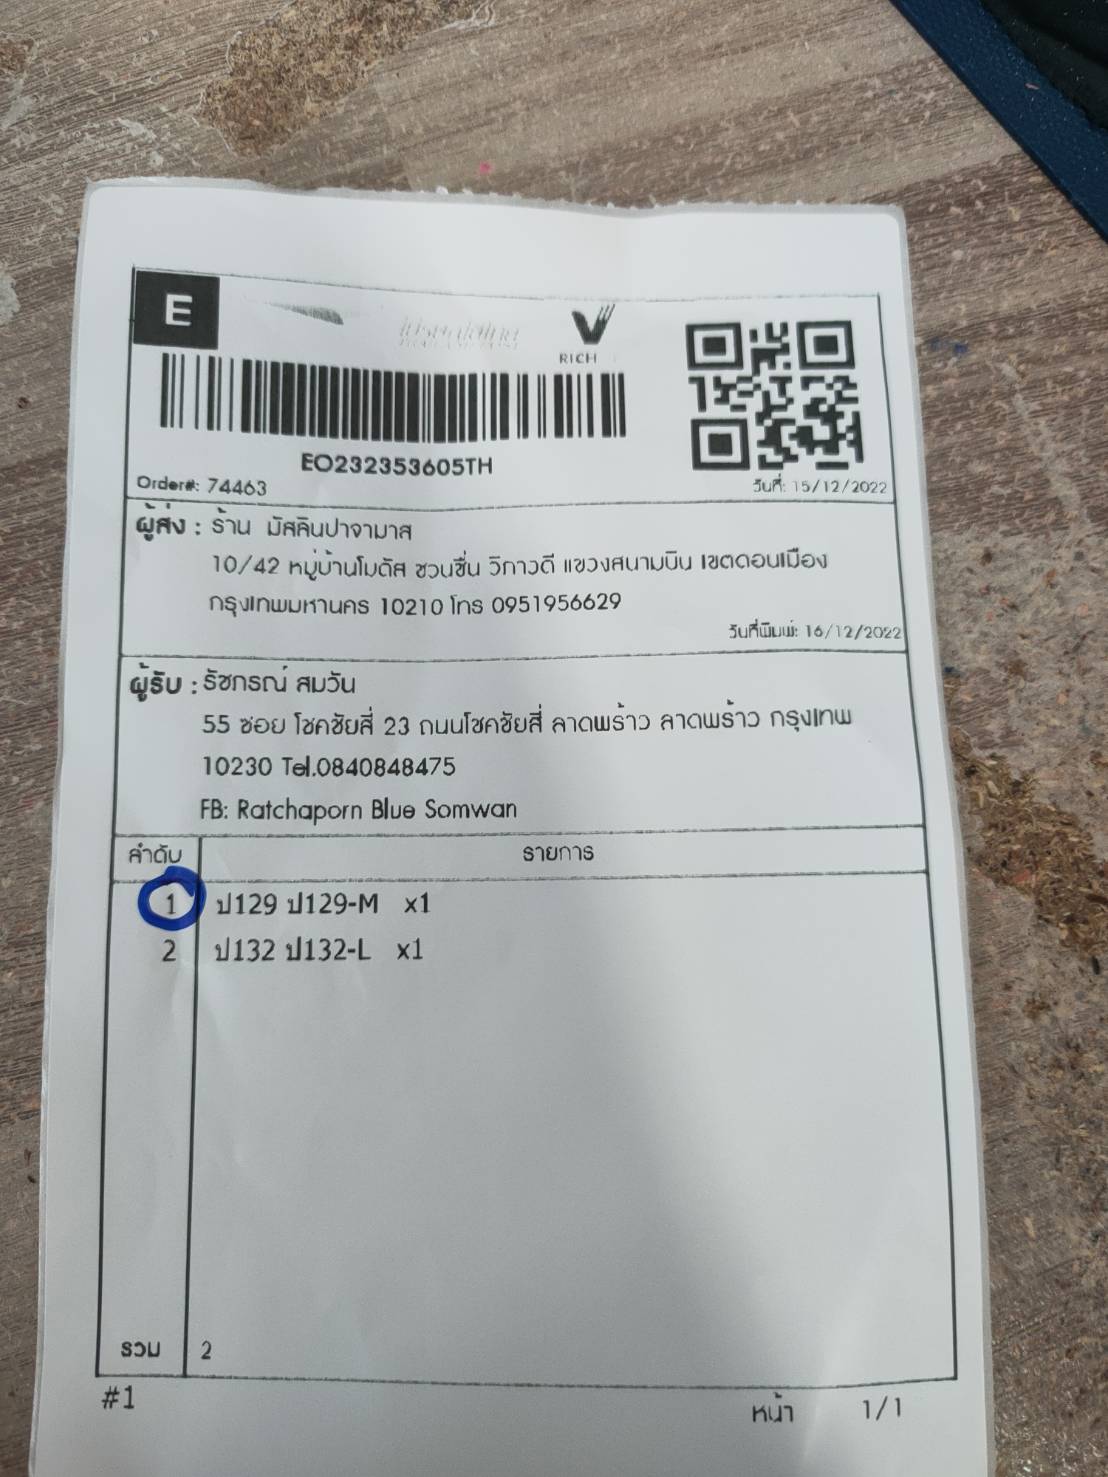 E
RICH
EO232353605TH
Order#: 74463
วันที่: 15/12/2022
ผู้ส่ง : ร้าน มัสลินปาจามาส
10/42 หมู่บ้านโมดัส ชวนชื่น วิภาวดี แขวงสนามบิน เขตดอนเมือง
กรุงเทพมหานคร 10210 โทร 0951956629
วันที่พิมพ์: 16/12/2022
ผู้รับ : รัชภรณ์ สมวัน
55 ซอย โชคชัยสี่ 23 ถนนโชคชัยสี่ ลาดพร้าว ลาดพร้าว กรุงเทพ
10230 Tel.0840848475
FB: Ratchaporn Blue Somwan
ลำดับ รายการ
1 ป129 ป129-M x1
2 ป132 ป132-L x1
รวม 2
#1 หน้า 1/1